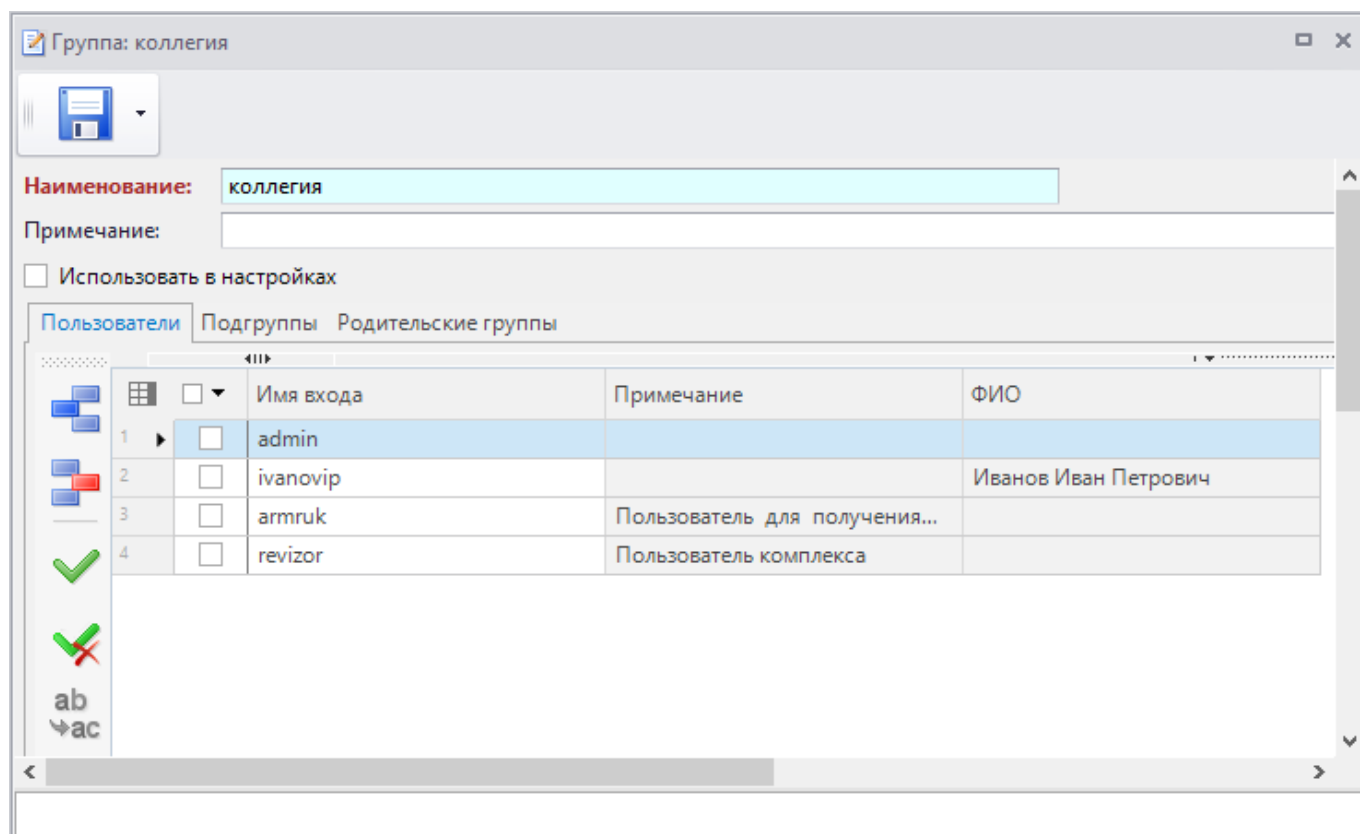 Группа: коллегия
Наименование: коллегия
Примечание:
Использовать в настройках
Пользователи Подгруппы Родительские группы
Имя входа Примечание ФИО
1 admin
2 ivanovip Иванов Иван Петрович
3 armruk Пользователь для получения...
4 revizor Пользователь комплекса
ab
ac